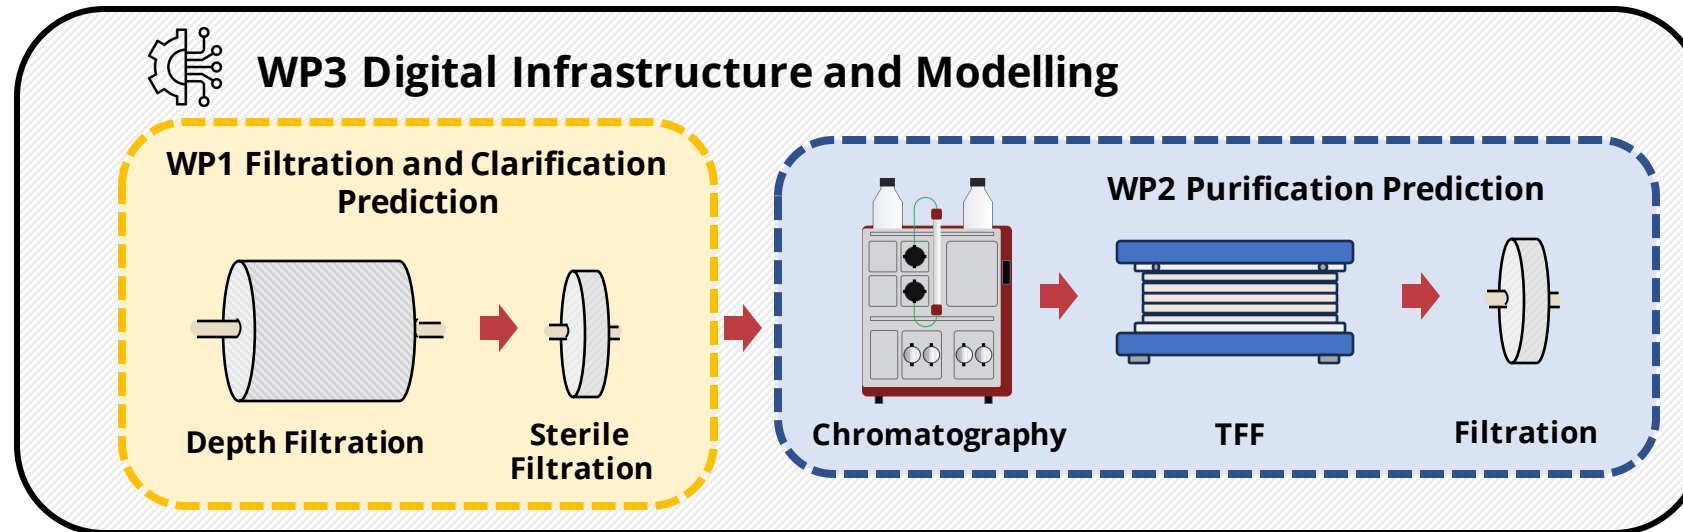 WP3 Digital Infrastructure and Modelling
WP1 Filtration and Clarification
Prediction
Depth Filtration
Sterile
Filtration
WP2 Purification Prediction
Chromatography
TFF
Filtration